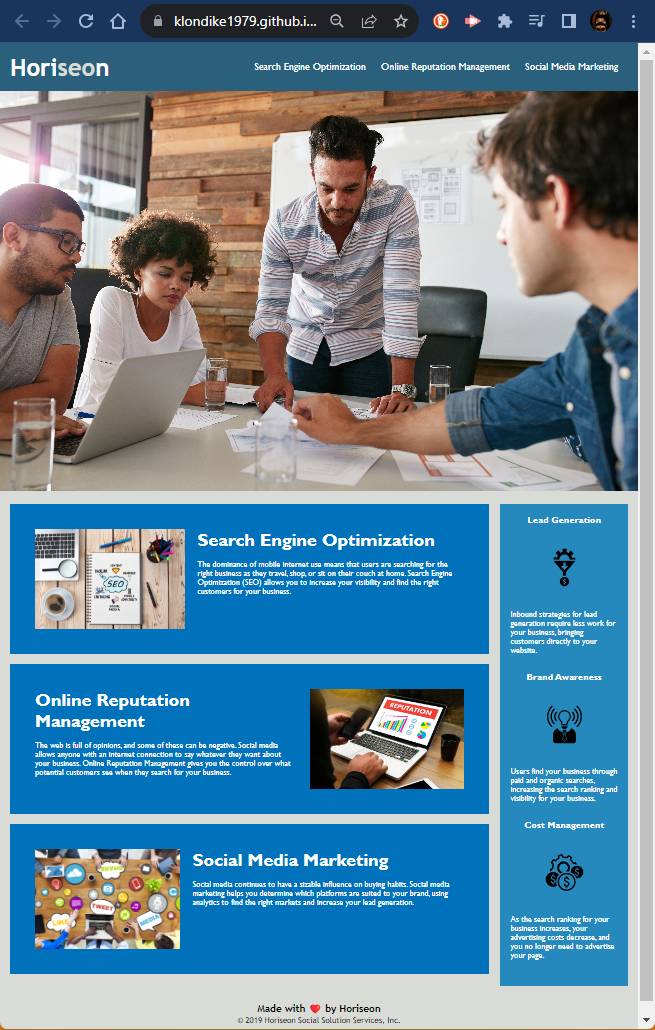 klondike1979.github.i...
Horiseon
Search Engine Optimization Online Reputation Management Social Media Marketing
SEO
Search Engine Optimization
The dominance of mobile internet use means that users are searching for the
right business as they travel, shop, or sit on their couch at home. Search Engine
Optimization (SEO) allows you to increase your visibility and find the right
customers for your business.
Online Reputation
Management
The web is full of opinions, and some of these can be negative. Social media
allows anyone with an internet connection to say whatever they want about
your business. Online Reputation Management gives you the control over what
potential customers see when they search for your business.
REPUTATION
TWEET
LIKE
MEDIA
Social Media Marketing
Social media continues to have a sizable influence on buying habits. Social media
marketing helps you determine which platforms are suited to your brand, using
analytics to find the right markets and increase your lead generation.
Lead Generation
Inbound strategies for lead
generation require less work for
your business, bringing
customers directly to your
website.
Brand Awareness
Users find your business through
paid and organic searches,
increasing the search ranking and
visibility for your business.
Cost Management
As the search ranking for your
business increases, your
advertising costs decrease, and
you no longer need to advertise
your page.
Made with ❤️ by Horiseon
© 2019 Horiseon Social Solution Services, Inc.